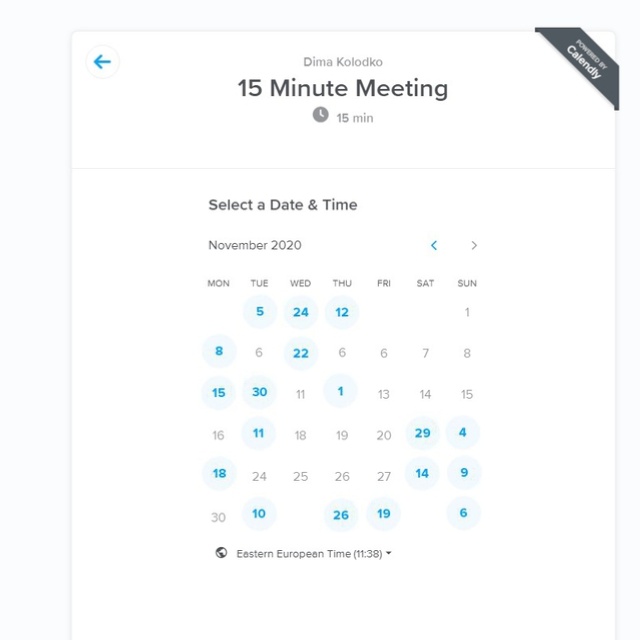 POWERED BY
Calendly
Dima Kolodko
15 Minute Meeting
15 min
Select a Date & Time
November 2020
MON TUE WED THU FRI SAT SUN
5 24 12 1
8 6 22 6 6 7 8
15 30 11 1 13 14 15
16 11 18 19 20 29 4
18 24 25 26 27 14 9
30 10 26 19 6
Eastern European Time (11:38)